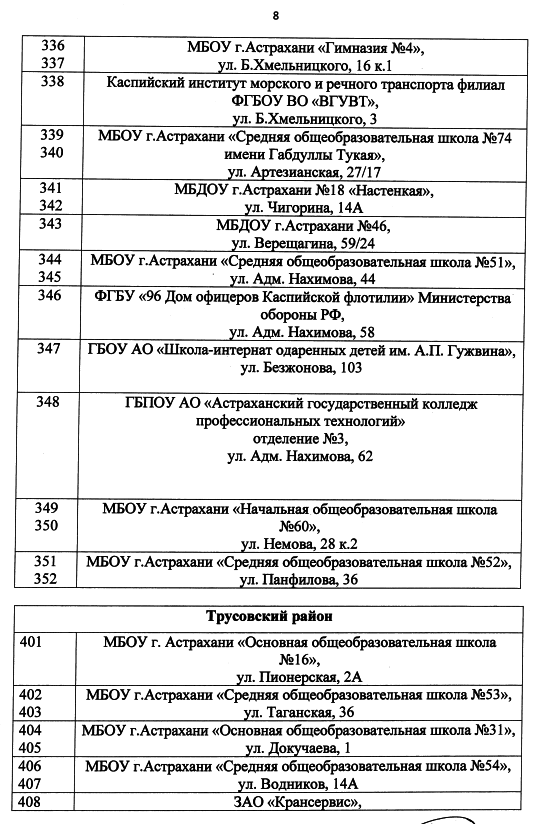 8
336 МБОУ г.Астрахани «Гимназия №4»,
337 ул. Б.Хмельницкого, 16 к.1
338 Каспийский институт морского и речного транспорта филиал
ФГБОУ ВО «ВГУВТ»,
ул. Б.Хмельницкого, 3
339 МБОУ г.Астрахани «Средняя общеобразовательная школа №74
340 имени Габдуллы Тукая»,
ул. Артезианская, 27/17
341 МБДОУ г.Астрахани №18 «Настенкая»,
342 ул. Чигорина, 14А
343 МБДОУ г.Астрахани №46,
ул. Верещагина, 59/24
344 МБОУ г.Астрахани «Средняя общеобразовательная школа №51»,
345 ул. Адм. Нахимова, 44
346 ФГБУ «96 Дом офицеров Каспийской флотилии» Министерства
обороны РФ,
ул. Адм. Нахимова, 58
347 ГБОУ АО «Школа-интернат одаренных детей им. А.П. Гужвина»,
ул. Безжонова, 103
348 ГБПОУ АО «Астраханский государственный колледж
профессиональных технологий»
отделение №3,
ул. Адм. Нахимова, 62
349 МБОУ г.Астрахани «Начальная общеобразовательная школа
350 №60»,
ул. Немова, 28 к.2
351 МБОУ г.Астрахани «Средняя общеобразовательная школа №52»,
352 ул. Панфилова, 36
Трусовский район
401 МБОУ г. Астрахани «Основная общеобразовательная школа
№16»,
ул. Пионерская, 2А
402 МБОУ г.Астрахани «Средняя общеобразовательная школа №53»,
403 ул. Таганская, 36
404 МБОУ г.Астрахани «Основная общеобразовательная школа №31»,
405 ул. Докучаева, 1
406 МБОУ г.Астрахани «Средняя общеобразовательная школа №54»,
407 ул. Водников, 14А
408 ЗАО «Крансервис»,